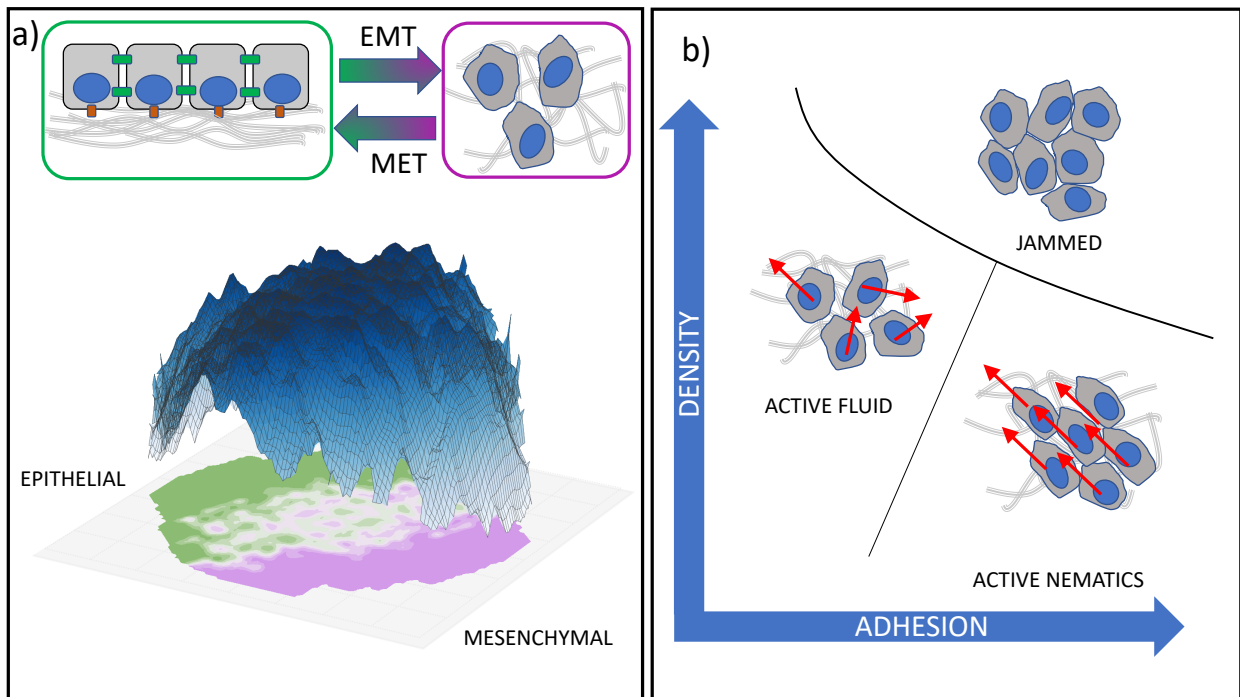 a)
EMT
MET
EPITHELIAL
MESENCHYMAL
b)
DENSITY
JAMMED
ACTIVE FLUID
ACTIVE NEMATICS
ADHESION